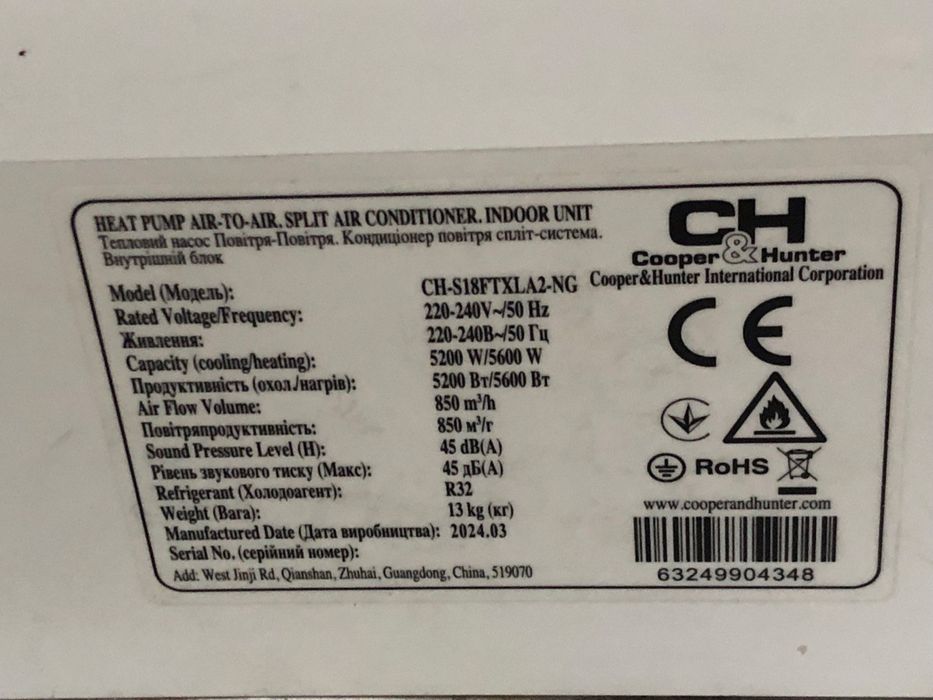 HEAT PUMP AIR-TO-AIR, SPLIT AIR CONDITIONER, INDOOR UNIT
Тепловий насос Повітря-Повітря. Кондиціонер повітря спліт-система.
Внутрішній блок
CH
Cooper & Hunter
Cooper&Hunter International Corporation
Model (Модель): CH-S18FTXLA2-NG
Rated Voltage/Frequency: 220-240V~/50 Hz
Живлення: 220-240В~/50 Гц
Capacity (cooling/heating): 5200 W/5600 W
Продуктивність (охол./нагрів): 5200 Вт/5600 Вт
Air Flow Volume: 850 m³/h
Повітряпродуктивність: 850 м³/г
Sound Pressure Level (H): 45 dB(A)
Рівень звукового тиску (Макс): 45 дБ(А)
Refrigerant (Холодоагент): R32
Weight (Вага): 13 kg (кг)
Manufactured Date (Дата виробництва): 2024.03
Serial No. (серійний номер):
Add: West Jinji Rd, Qianshan, Zhuhai, Guangdong, China, 519070
CE
RoHS
www.cooperandhunter.com
63249904348